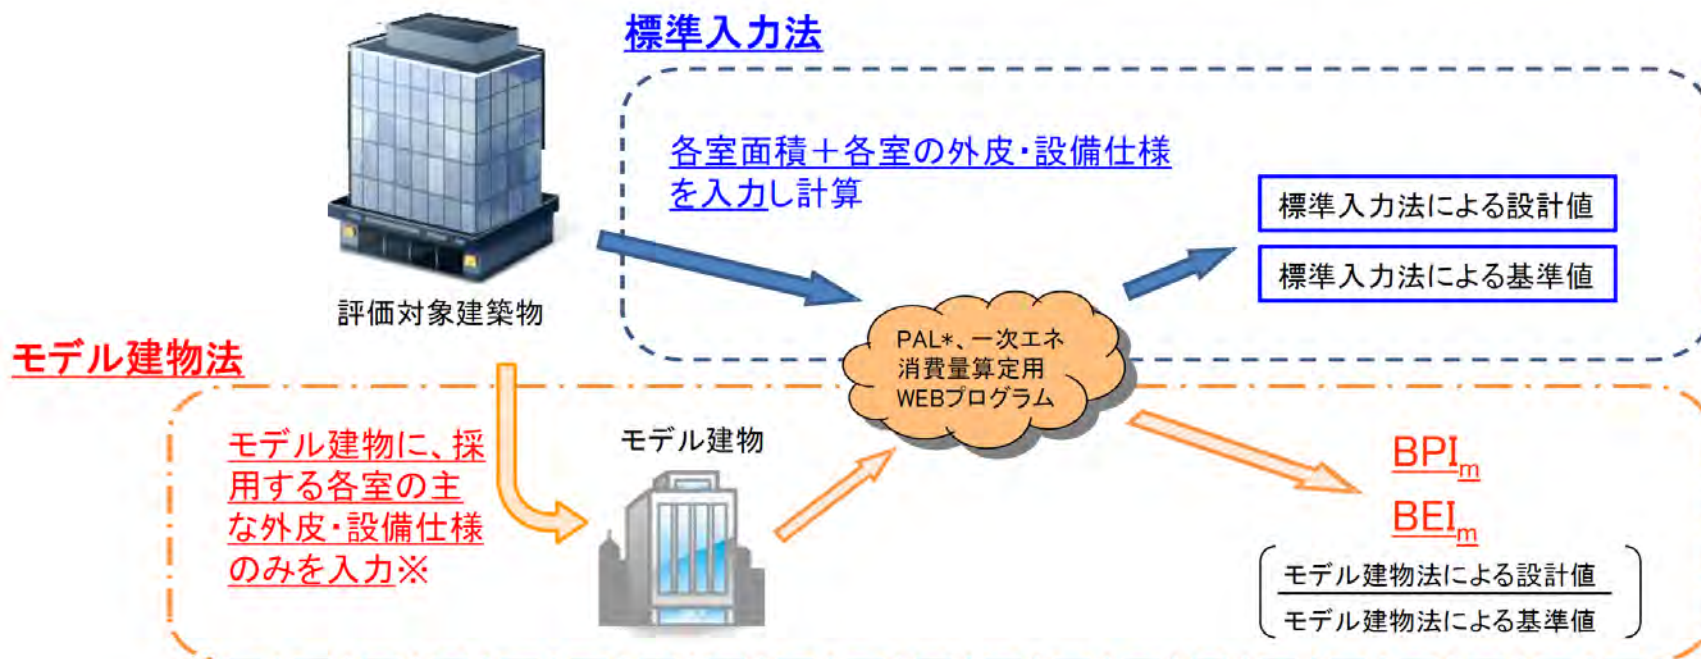 標準入力法
各室面積＋各室の外皮・設備仕様
を入力し計算
標準入力法による設計値
標準入力法による基準値
評価対象建築物
PAL*、一次エネ
消費量算定用
WEBプログラム
モデル建物法
モデル建物に、採
用する各室の主
な外皮・設備仕様
のみを入力※
モデル建物
BPIm
BEIm
モデル建物法による設計値
モデル建物法による基準値